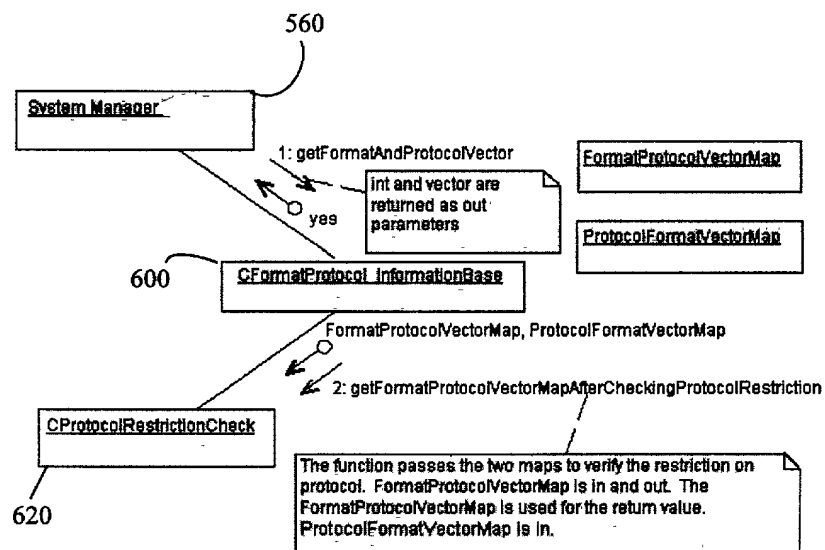 560
System Manager
1: getFormatAndProtocolVector
FormatProtocolVectorMap
int and vector are
returned as out
parameters
yes
ProtocolFormatVectorMap
600
CFormatProtocol_InformationBase
FormatProtocolVectorMap, ProtocolFormatVectorMap
2: getFormatProtocolVectorMapAfterCheckingProtocolRestriction
CProtocolRestrictionCheck
The function passes the two maps to verify the restriction on
protocol. FormatProtocolVectorMap is in and out. The
FormatProtocolVectorMap is used for the return value.
ProtocolFormatVectorMap is in.
620